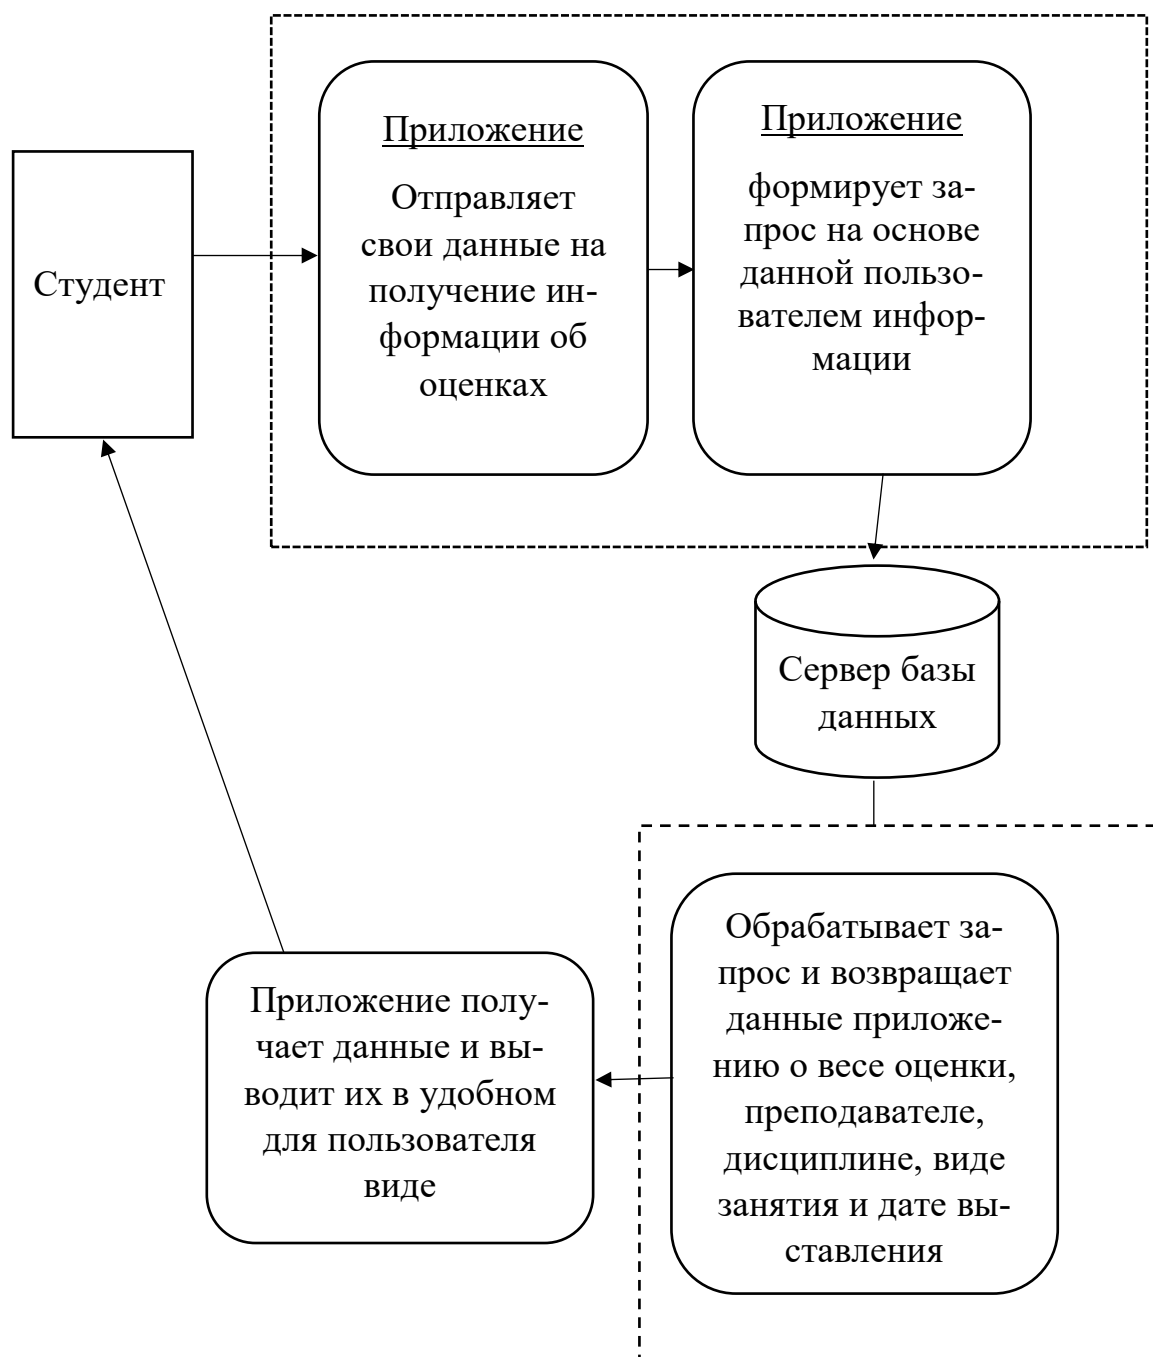 Студент
Приложение
Отправляет
свои данные на
получение ин-
формации об
оценках
Приложение
формирует за-
прос на основе
данной пользо-
вателем инфор-
мации
Сервер базы
данных
Обрабатывает за-
прос и возвращает
данные приложе-
нию о весе оценки,
преподавателе,
дисциплине, виде
занятия и дате вы-
ставления
Приложение полу-
чает данные и вы-
водит их в удобном
для пользователя
виде